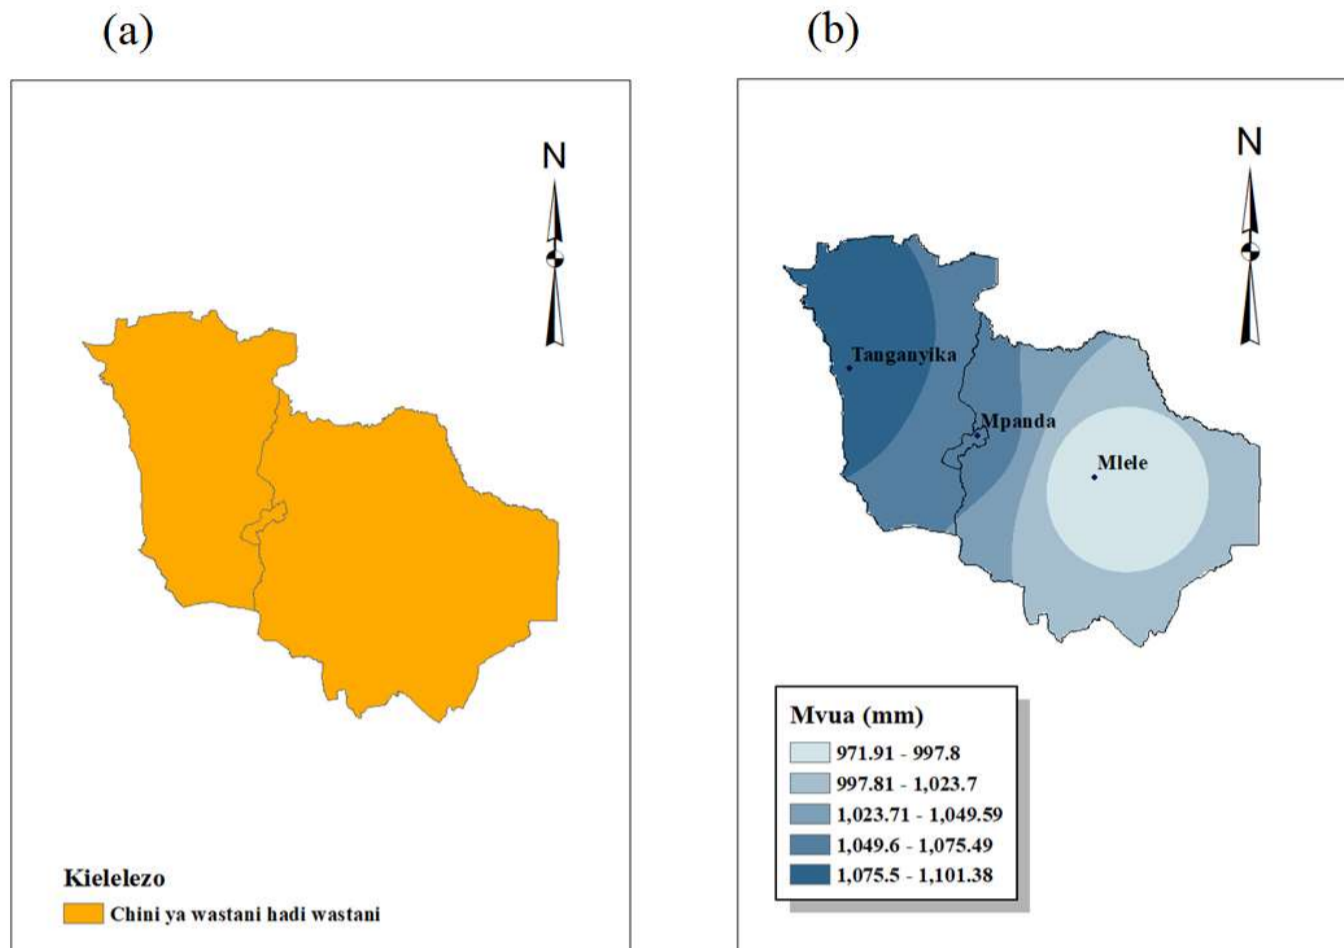 (a)
N
Kielelezo
Chini ya wastani hadi wastani
(b)
N
Tanganyika
Mpanda
Mlele
Mvua (mm)
971.91 - 997.8
997.81 - 1,023.7
1,023.71 - 1,049.59
1,049.6 - 1,075.49
1,075.5 - 1,101.38